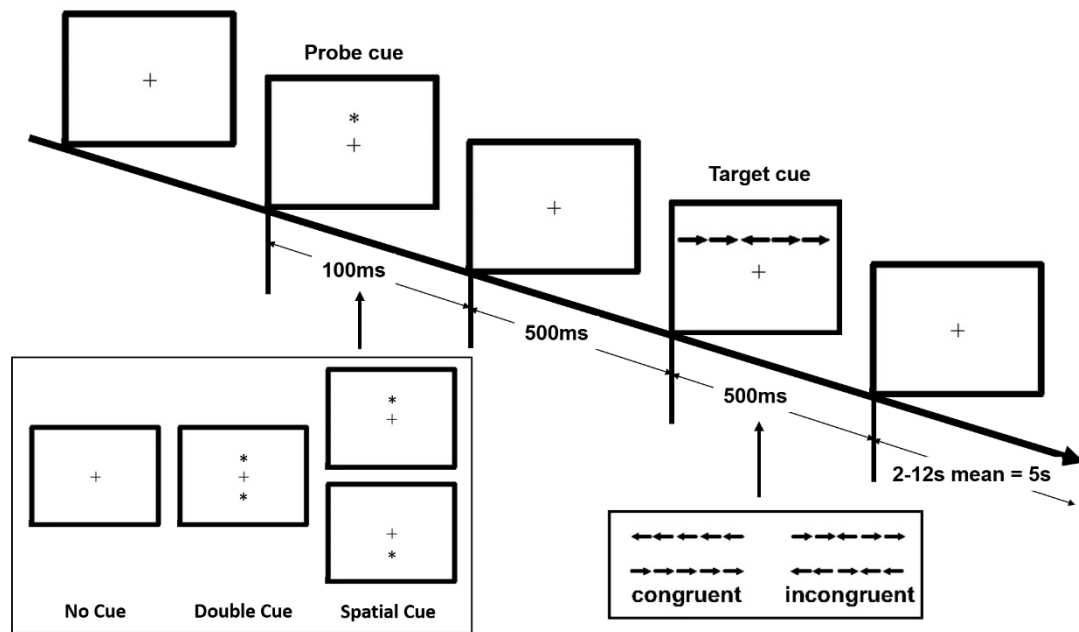 Probe cue
Target cue
100ms
500ms
500ms
2-12s mean = 5s
No Cue
Double Cue
Spatial Cue
congruent
incongruent